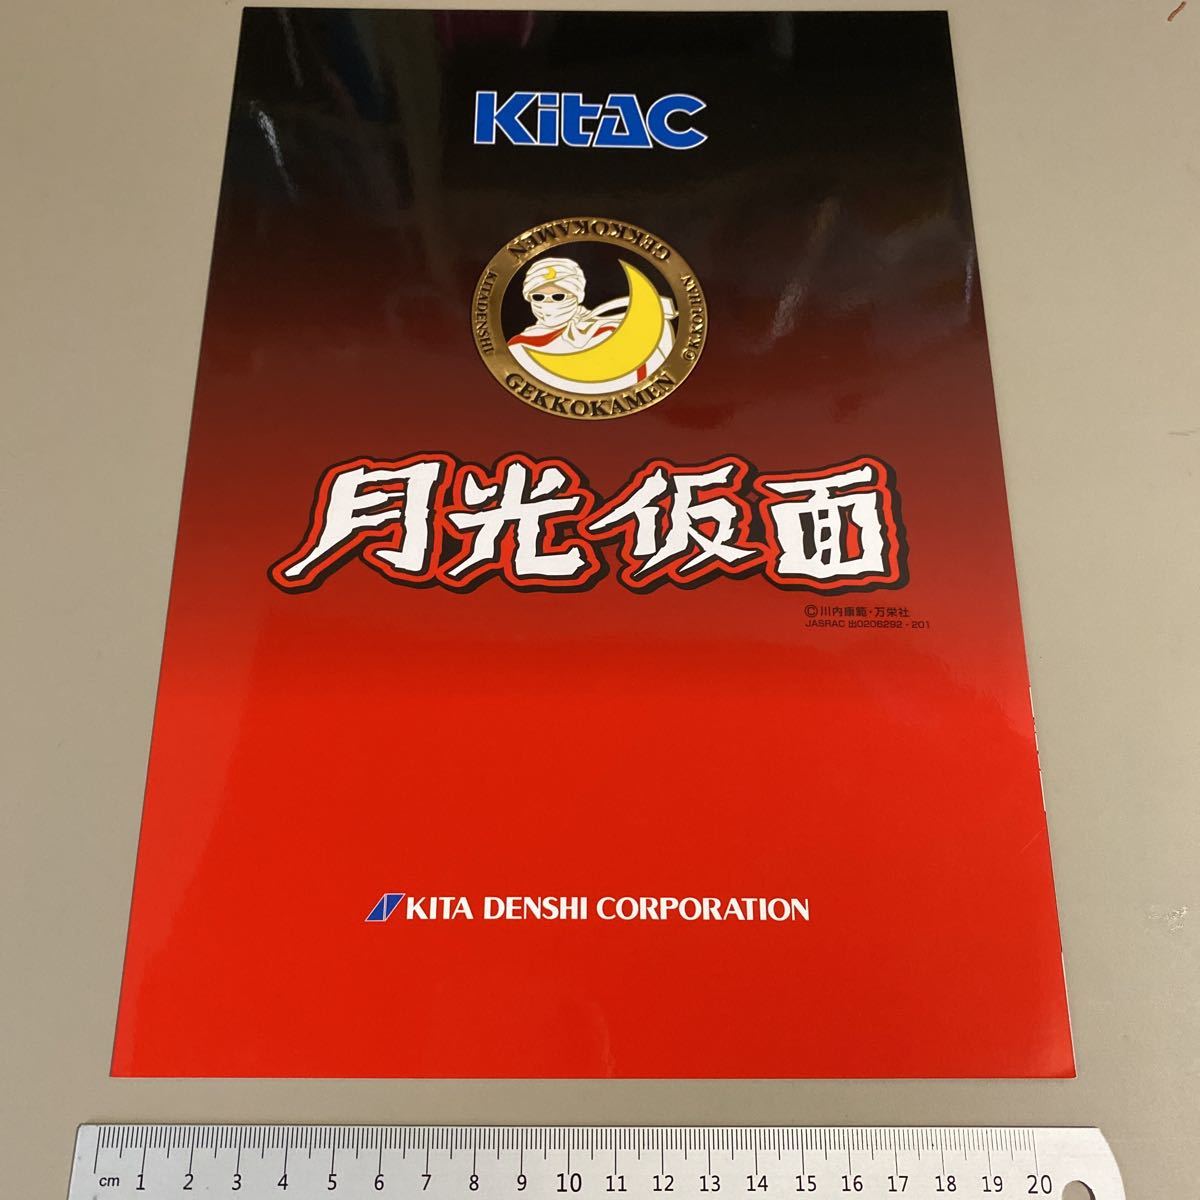 KitAC
GEKKOKAMEN
KITADENSHI
©K.KOUHAN
GEKKOKAMEN
月光仮面
©川内康範・万栄社
JASRAC 出0206292-201
KITA DENSHI CORPORATION
cm 1 2 3 4 5 6 7 8 9 10 11 12 13 14 15 16 17 18 19 20